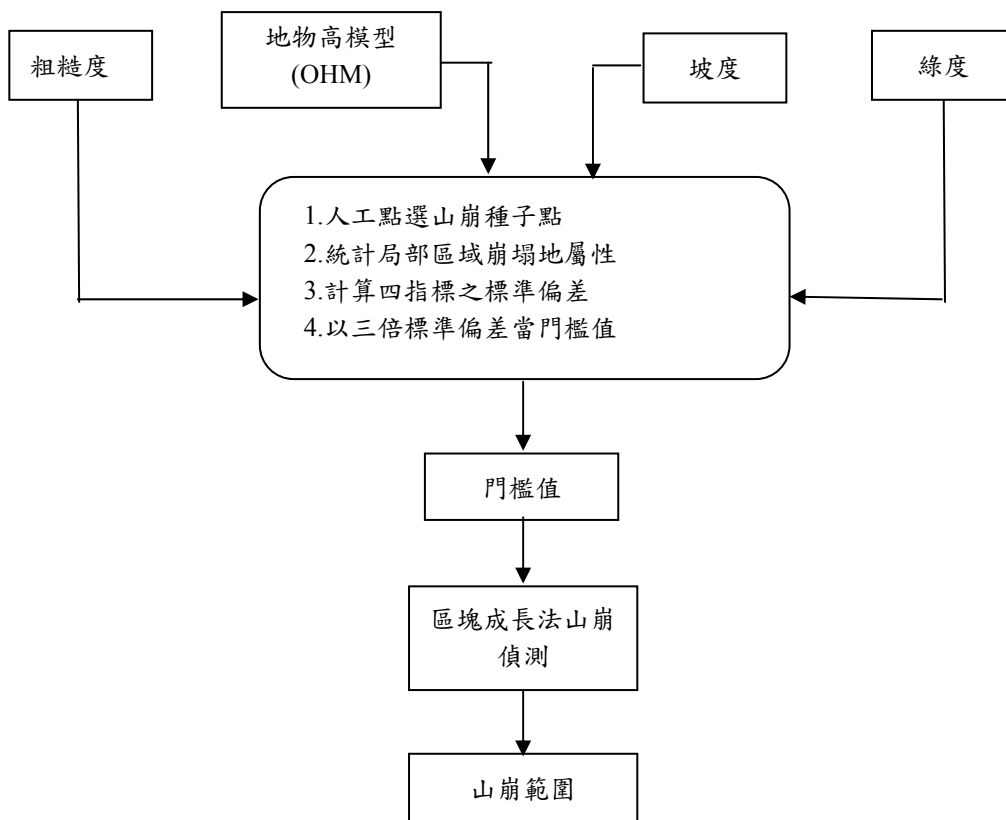 粗糙度
地物高模型
(OHM)
坡度
綠度
1.人工點選山崩種子點
2.統計局部區域崩塌地屬性
3.計算四指標之標準偏差
4.以三倍標準偏差當門檻值
門檻值
區塊成長法山崩
偵測
山崩範圍